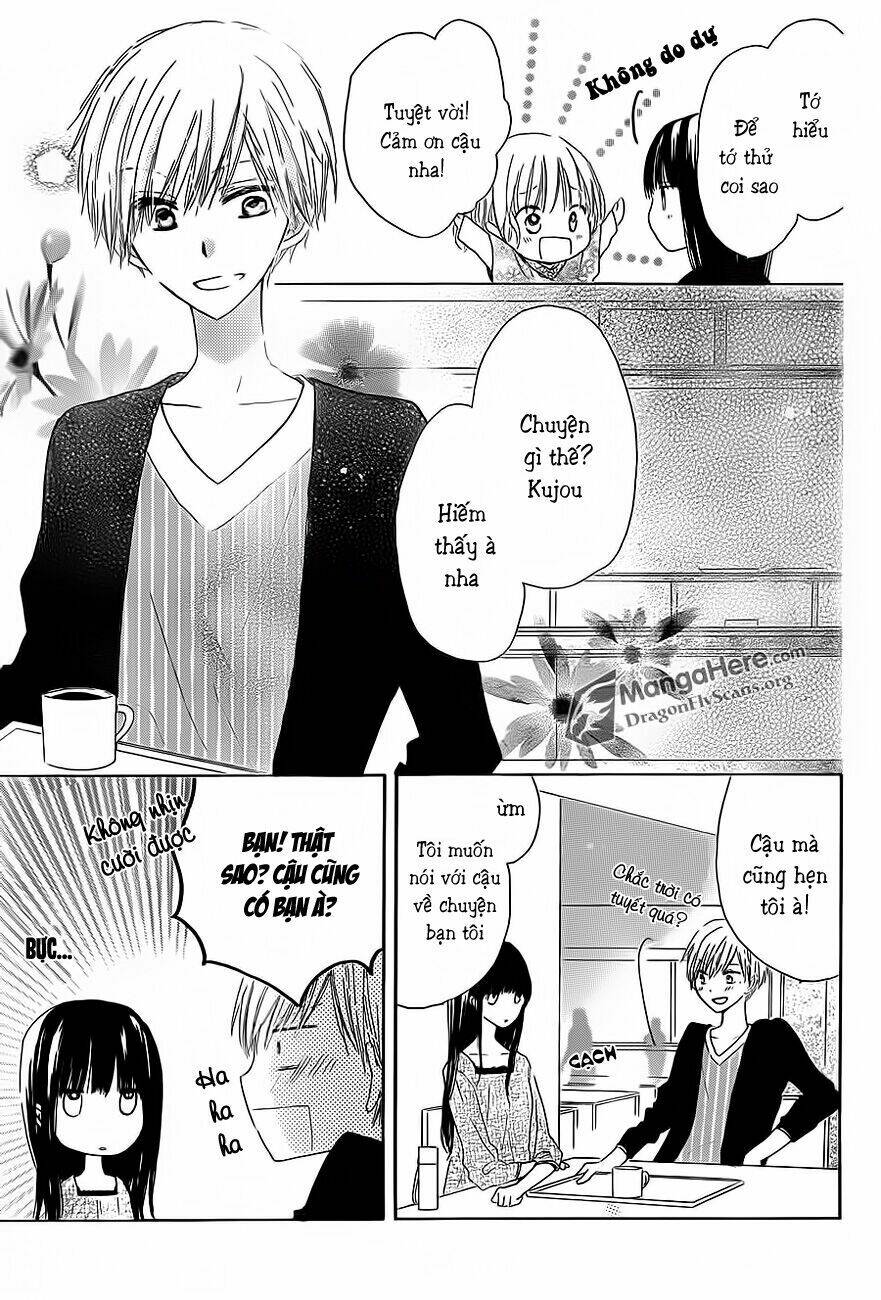 Tớ
hiểu
Để
tớ thử
coi sao
Không do dự
Tuyệt vời!
Cảm ơn cậu
nha!
Chuyện
gì thế?
Kujou
Hiếm
thấy à
nha
MangaHere.com
DragonFlyScans.org
Cậu mà
cũng hẹn
tôi à!
Chắc trời có
tuyết quá?
CẠCH
ừm
Tôi muốn
nói với cậu
về chuyện
bạn tôi
BẠN! THẬT
SAO? CẬU CŨNG
CÓ BẠN À?
Không nhịn
cười được
Ha
ha
ha
BỰC...